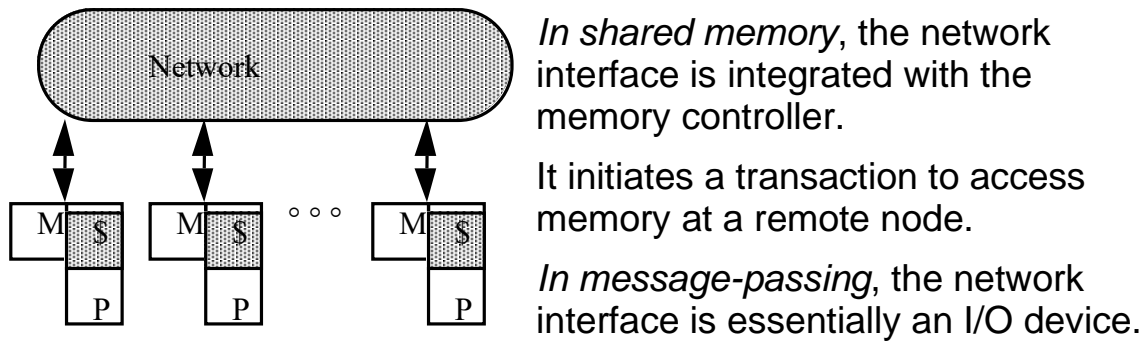 Network
M $ M $ ° ° ° M $
P P P
In shared memory, the network
interface is integrated with the
memory controller.
It initiates a transaction to access
memory at a remote node.
In message-passing, the network
interface is essentially an I/O device.